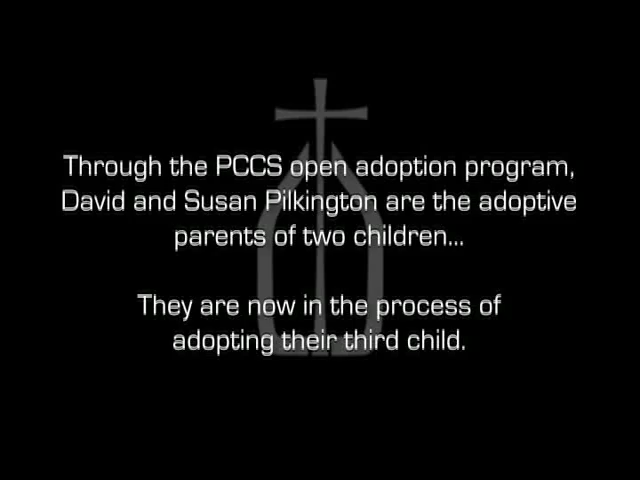 Through the PCCS open adoption program,
David and Susan Pilkington are the adoptive
parents of two children...
They are now in the process of
adopting their third child.